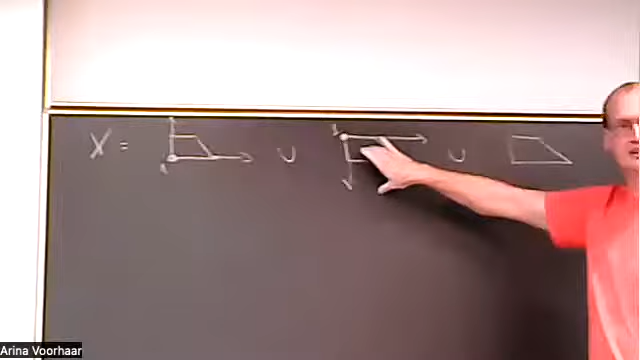 X = ∪ ∪
Arina Voorhaar